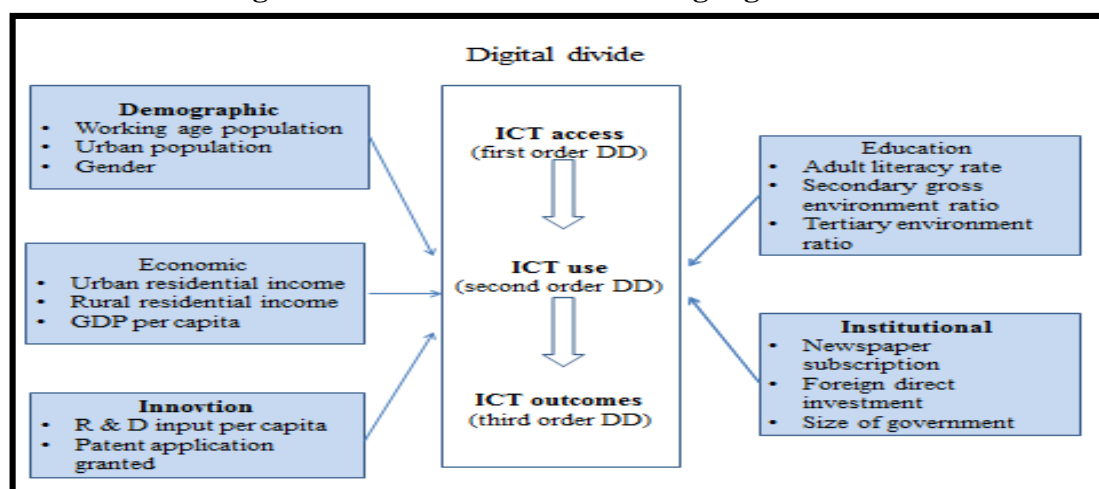 Digital divide
Demographic
• Working age population
• Urban population
• Gender
Economic
• Urban residential income
• Rural residential income
• GDP per capita
Innovtion
• R & D input per capita
• Patent application
granted
ICT access
(first order DD)
ICT use
(second order DD)
ICT outcomes
(third order DD)
Education
• Adult literacy rate
• Secondary gross
environment ratio
• Tertiary environment
ratio
Institutional
• Newspaper
subscription
• Foreign direct
investment
• Size of government